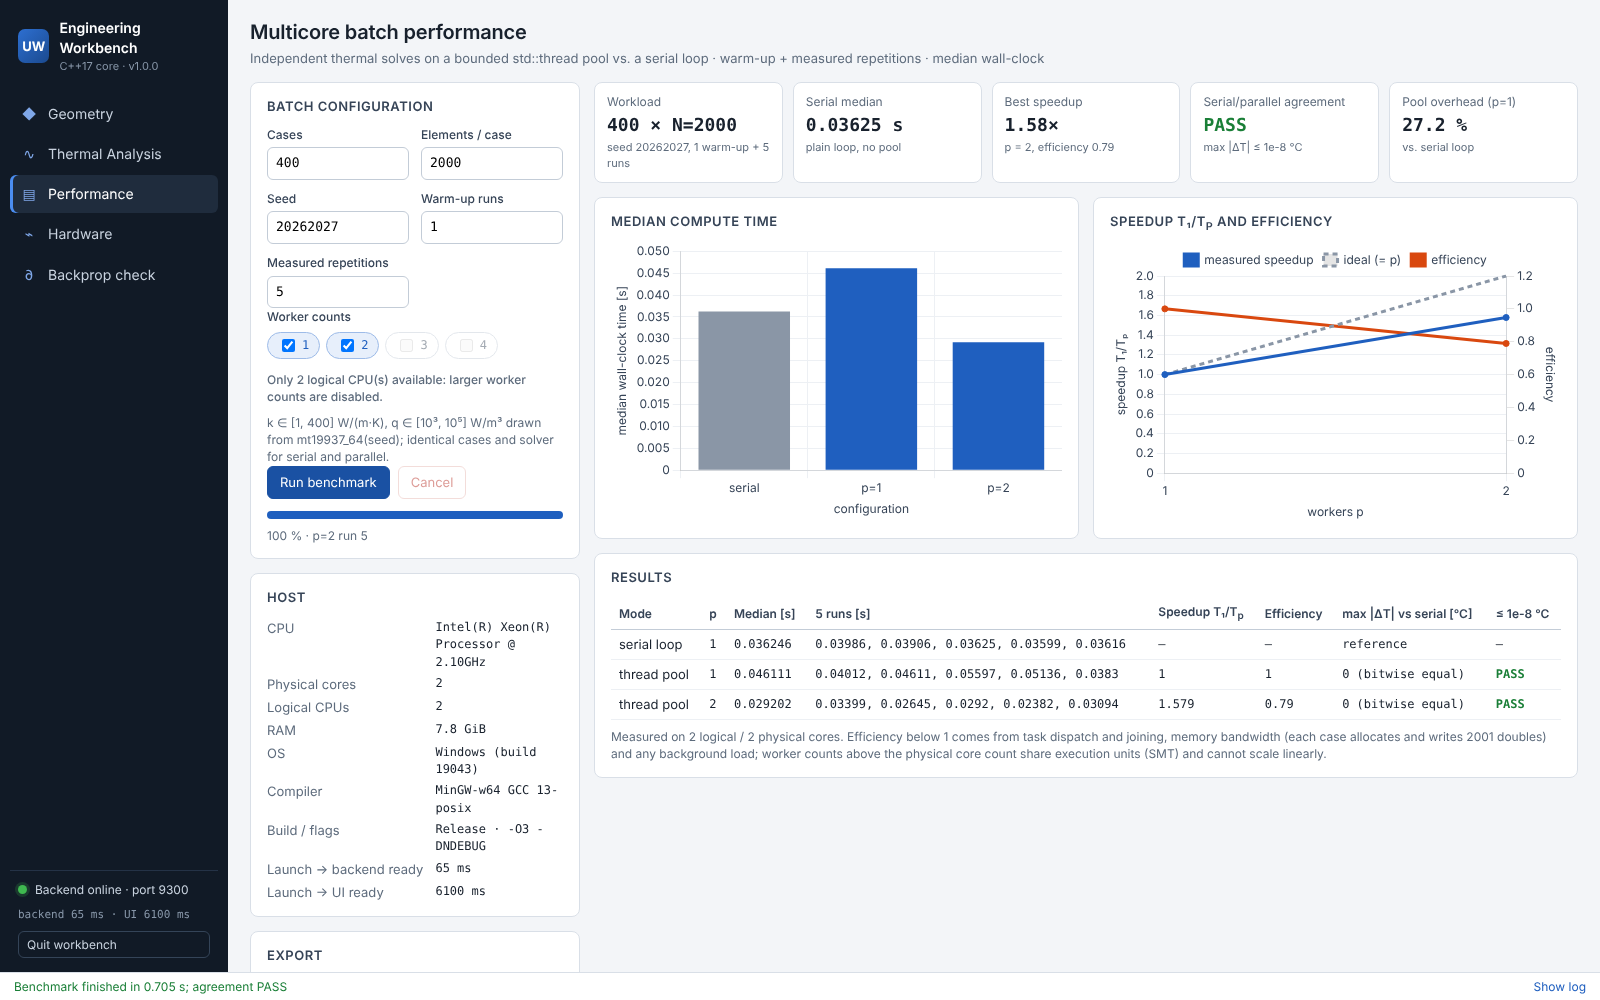 UW
Engineering
Workbench
C++17 core · v1.0.0
Geometry
Thermal Analysis
Performance
Hardware
∂ Backprop check
Backend online · port 9300
backend 65 ms · UI 6100 ms
Quit workbench
Multicore batch performance
Independent thermal solves on a bounded std::thread pool vs. a serial loop · warm-up + measured repetitions · median wall-clock
BATCH CONFIGURATION
Cases
Elements / case
400
2000
Seed
Warm-up runs
20262027
1
Measured repetitions
5
Worker counts
1 2 3 4
Only 2 logical CPU(s) available: larger worker
counts are disabled.
k ∈ [1, 400] W/(m·K), q ∈ [10³, 10⁵] W/m³ drawn
from mt19937_64(seed); identical cases and solver
for serial and parallel.
Run benchmark
Cancel
100 % · p=2 run 5
HOST
CPU
Intel(R) Xeon(R)
Processor @
2.10GHz
Physical cores 2
Logical CPUs 2
RAM 7.8 GiB
OS
Windows (build
19043)
Compiler
MinGW-w64 GCC 13-
posix
Build / flags
Release · -O3 -
DNDEBUG
Launch → backend ready 65 ms
Launch → UI ready 6100 ms
EXPORT
Workload
400 × N=2000
seed 20262027, 1 warm-up + 5
runs
Serial median
0.03625 s
plain loop, no pool
Best speedup
1.58×
p = 2, efficiency 0.79
Serial/parallel agreement
PASS
max |ΔT| ≤ 1e-8 °C
Pool overhead (p=1)
27.2 %
vs. serial loop
MEDIAN COMPUTE TIME
median wall-clock time [s]
0.050
0.045
0.040
0.035
0.030
0.025
0.020
0.015
0.010
0.005
0
serial p=1 p=2
configuration
SPEEDUP T₁/Tₚ AND EFFICIENCY
measured speedup ideal (= p) efficiency
speedup T₁/Tₚ
2.0
1.8
1.6
1.4
1.2
1.0
0.8
0.6
0.4
0.2
0
1.2
1.0
0.8
0.6
0.4
0.2
0
efficiency
1 2
workers p
RESULTS
Mode p Median [s] 5 runs [s] Speedup T₁/Tₚ Efficiency max |ΔT| vs serial [°C] ≤ 1e-8 °C
serial loop 1 0.036246 0.03986, 0.03906, 0.03625, 0.03599, 0.03616 — — reference —
thread pool 1 0.046111 0.04012, 0.04611, 0.05597, 0.05136, 0.0383 1 1 0 (bitwise equal) PASS
thread pool 2 0.029202 0.03399, 0.02645, 0.0292, 0.02382, 0.03094 1.579 0.79 0 (bitwise equal) PASS
Measured on 2 logical / 2 physical cores. Efficiency below 1 comes from task dispatch and joining, memory bandwidth (each case allocates and writes 2001 doubles)
and any background load; worker counts above the physical core count share execution units (SMT) and cannot scale linearly.
Benchmark finished in 0.705 s; agreement PASS
Show log